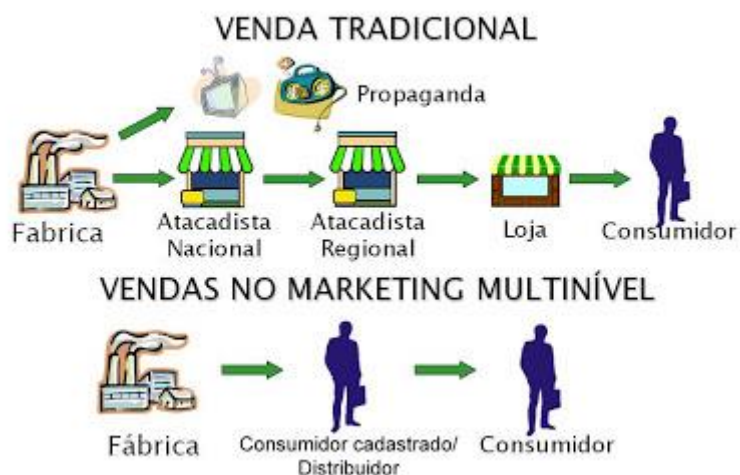 VENDA TRADICIONAL
Propaganda
Fabrica
Atacadista
Nacional
Atacadista
Regional
Loja
Consumidor
VENDAS NO MARKETING MULTINÍVEL
Fábrica
Consumidor cadastrado/
Distribuidor
Consumidor